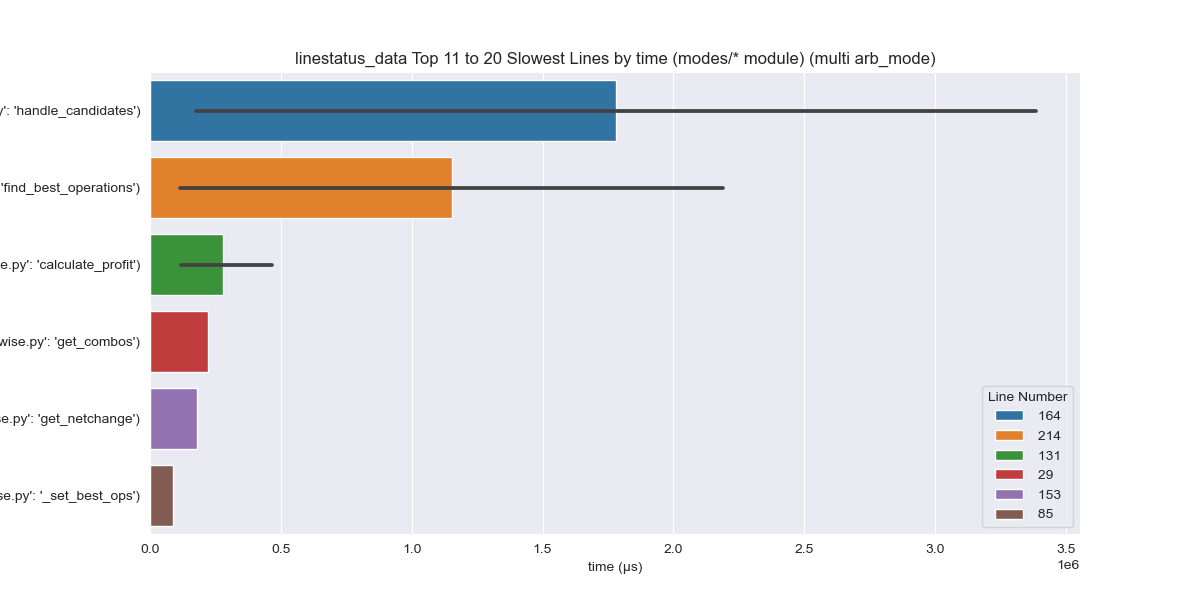 linestatus_data Top 11 to 20 Slowest Lines by time (modes/* module) (multi arb_mode)
y': 'handle_candidates')
'find_best_operations')
e.py': 'calculate_profit')
wise.py': 'get_combos')
se.py': 'get_netchange')
se.py': '_set_best_ops')
Line Number
164
214
131
29
153
85
0.0 0.5 1.0 1.5 2.0 2.5 3.0 3.5
1e6
time (µs)